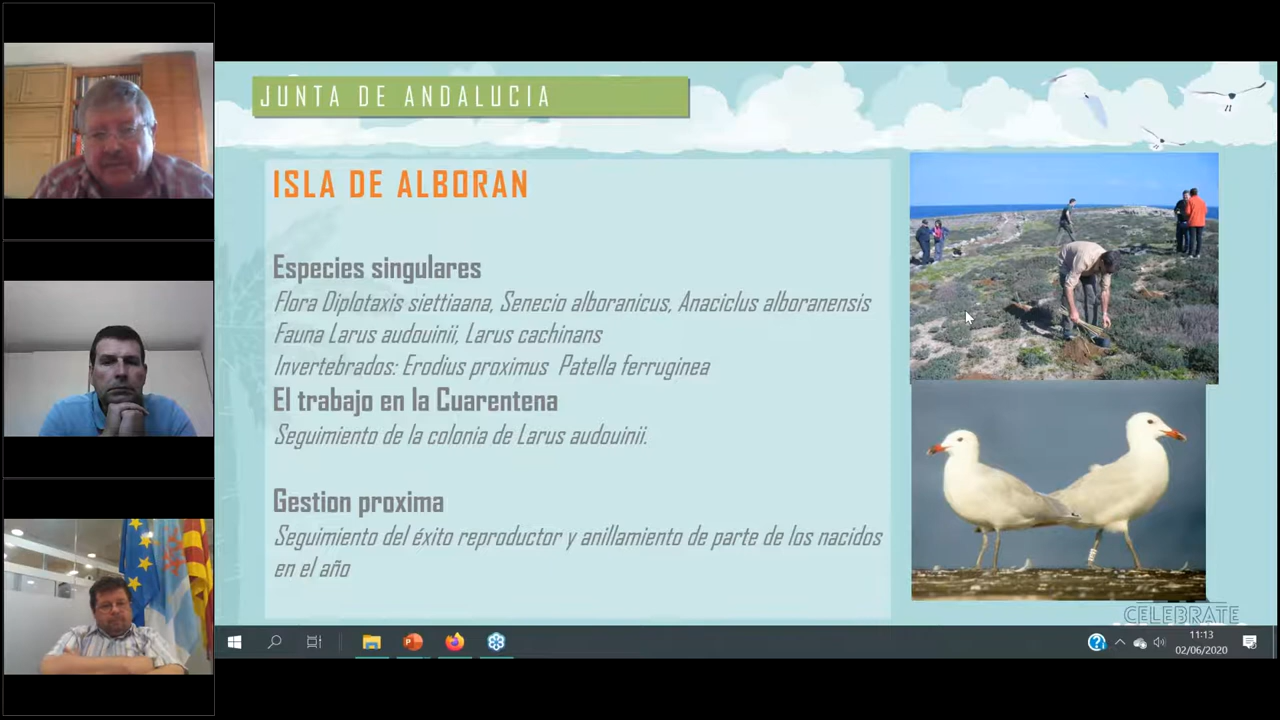 JUNTA DE ANDALUCIA
ISLA DE ALBORAN
Especies singulares
Flora Diplotaxis siettiaana, Senecio alboranicus, Anaciclus alboranensis
Fauna Larus audouinii, Larus cachinans
Invertebrados: Erodius proximus Patella ferruginea
El trabajo en la Cuarentena
Seguimiento de la colonia de Larus audouinii.
Gestion proxima
Seguimiento del éxito reproductor y anillamiento de parte de los nacidos
en el año
CELEBRATE
11:13
02/06/2020